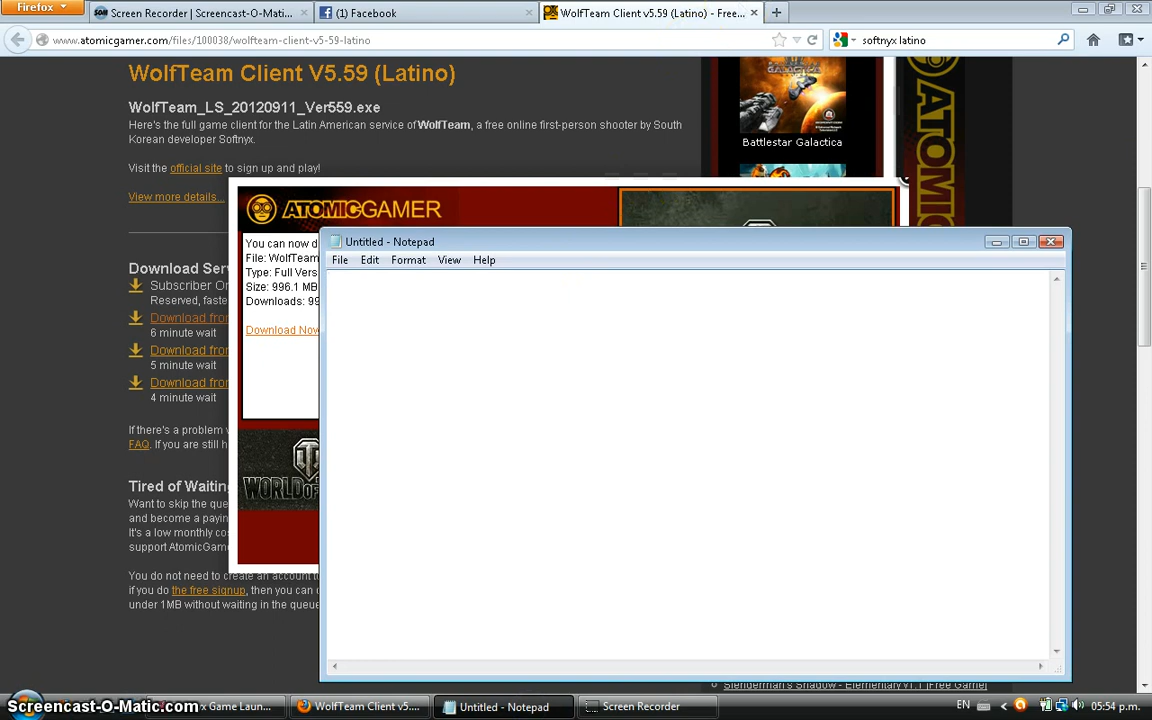 Firefox
Screen Recorder | Screencast-O-Mati...
(1) Facebook
WolfTeam Client v5.59 (Latino) - Free...
www.atomicgamer.com/files/100038/wolfteam-client-v5-59-latino
softnyx latino
WolfTeam Client V5.59 (Latino)
WolfTeam_LS_20120911_Ver559.exe
Here's the full game client for the Latin American service of WolfTeam, a free online first-person shooter by South
Korean developer Softnyx.
Visit the official site to sign up and play!
View more details...
Battlestar Galactica
ATOMIC
ATOMICGAMER
You can now d
File: WolfTeam
Type: Full Vers
Size: 996.1 MB
Downloads: 99
Download Now
Untitled - Notepad
File Edit Format View Help
Download Serv
Subscriber On
Reserved, faste
Download from
6 minute wait
Download from
5 minute wait
Download from
4 minute wait
If there's a problem
FAQ. If you are still h
WORLD OF
Tired of Waiting
Want to skip the que
and become a payin
It's a low monthly co
support AtomicGam
You do not need to create an account to
if you do the free signup, then you can
under 1MB without waiting in the queue
Slenderman's Shadow - Elementary v1.1 [Free Game]
Screencast-O-Matic.com
x Game Laun...
WolfTeam Client v5....
Untitled - Notepad
Screen Recorder
EN
05:54 p.m.